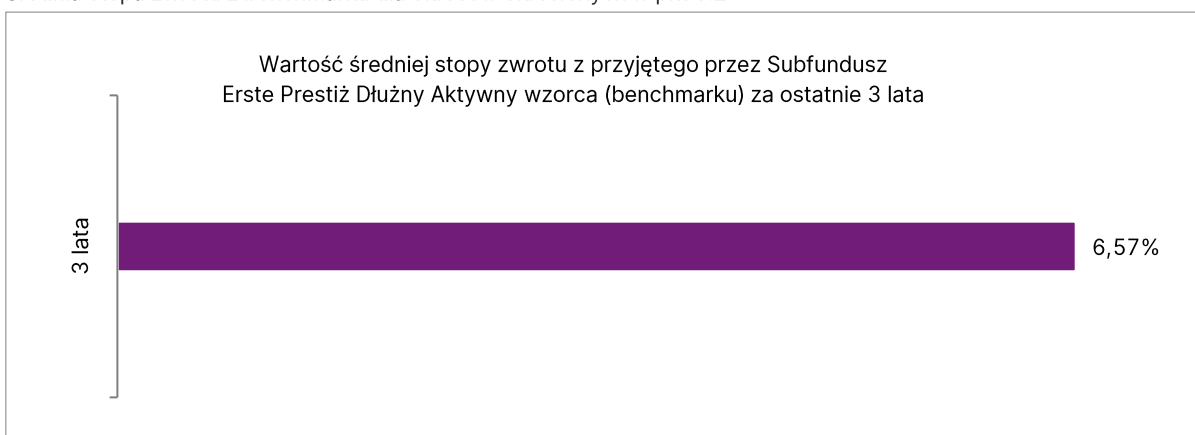 Wartość średniej stopy zwrotu z przyjętego przez Subfundusz
Erste Prestiż Dłużny Aktywny wzorca (benchmarku) za ostatnie 3 lata
3 lata
6,57%